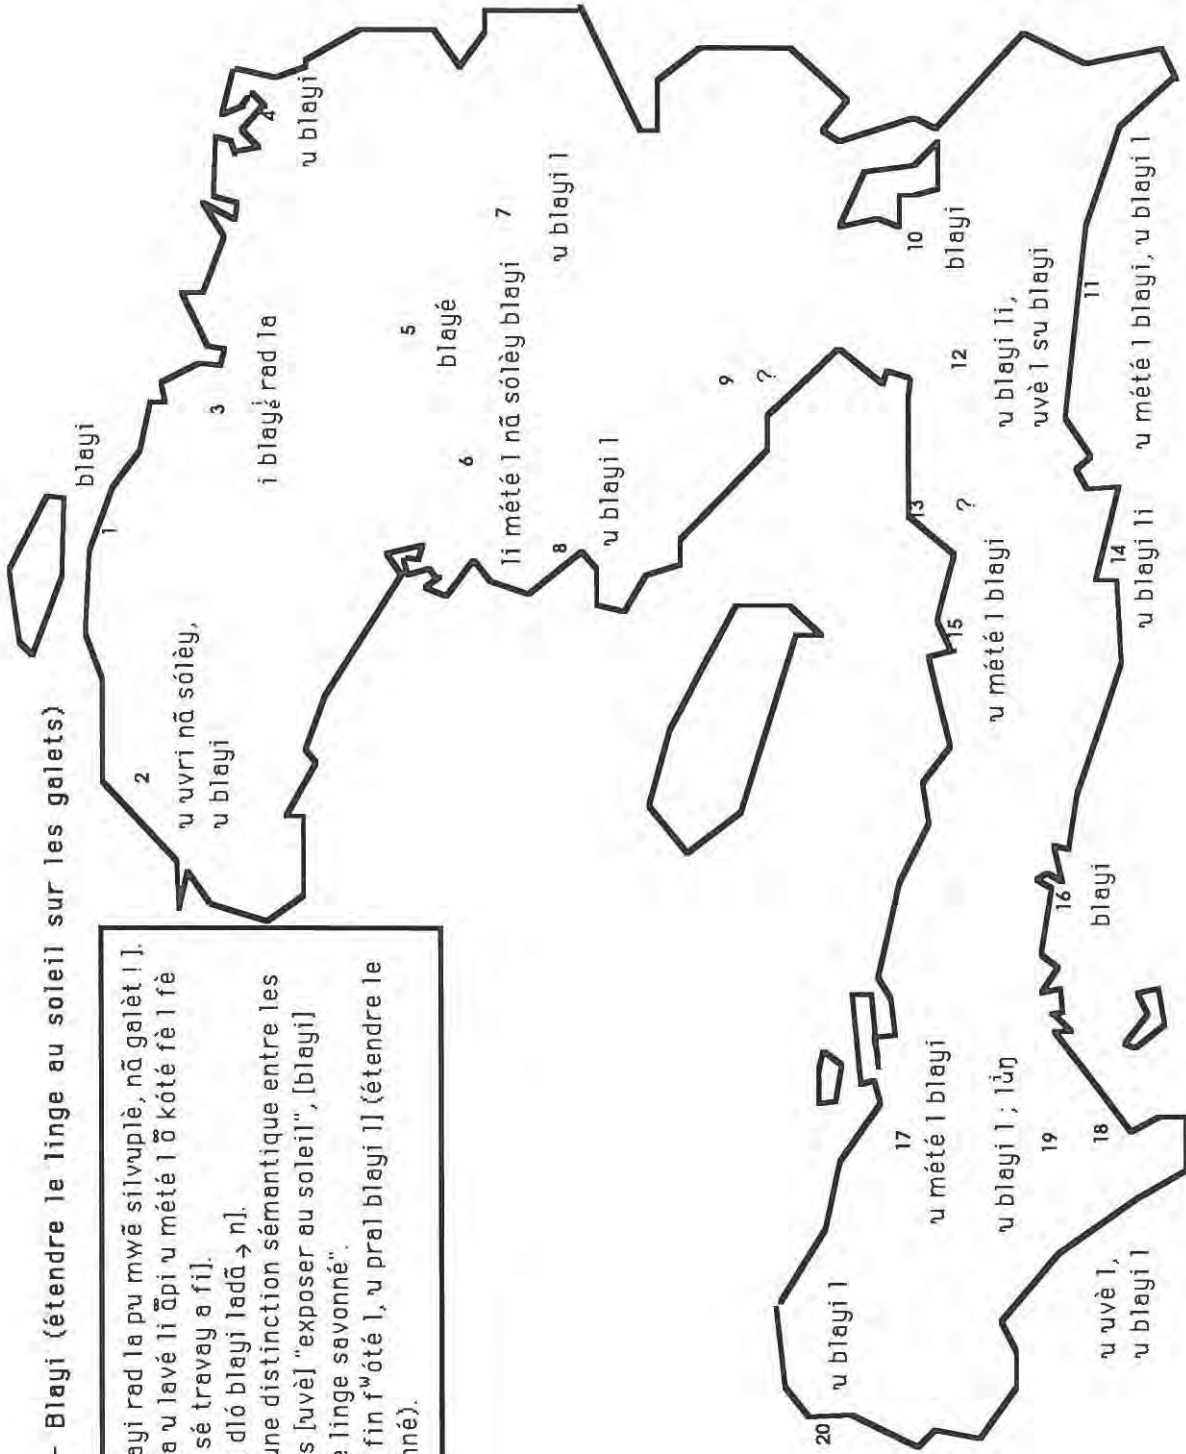 - Blayi (étendre le linge au soleil sur les galets)
ayi rad la pu mwẽ silvuplè, nã galèt ! ].
a u lavé li ãpi u mété l õ kóté fè l fè
sé travay a fi].
dló blayi ladã → n].
une distinction sémantique entre les
s [uvè] "exposer au soleil", [blayi]
e linge savonné".
fin fʷóté l, u pral blayi l] (étendre le
nné).
1
blayi
2
u uvri nã sólèy,
u blayi
3
i blayé rad la
4
u blayi
5
blayé
6
li mété l nã sólèy blayi
7
u blayi l
8
u blayi l
9
?
10
blayi
11
u mété l blayi, u blayi l
12
u blayi li,
uvè l su blayi
13
?
14
u blayi li
15
u mété l blayi
16
blayi
17
u mété l blayi
18
u uvè l,
u blayi l
19
u blayi l ;
20
u blayi l